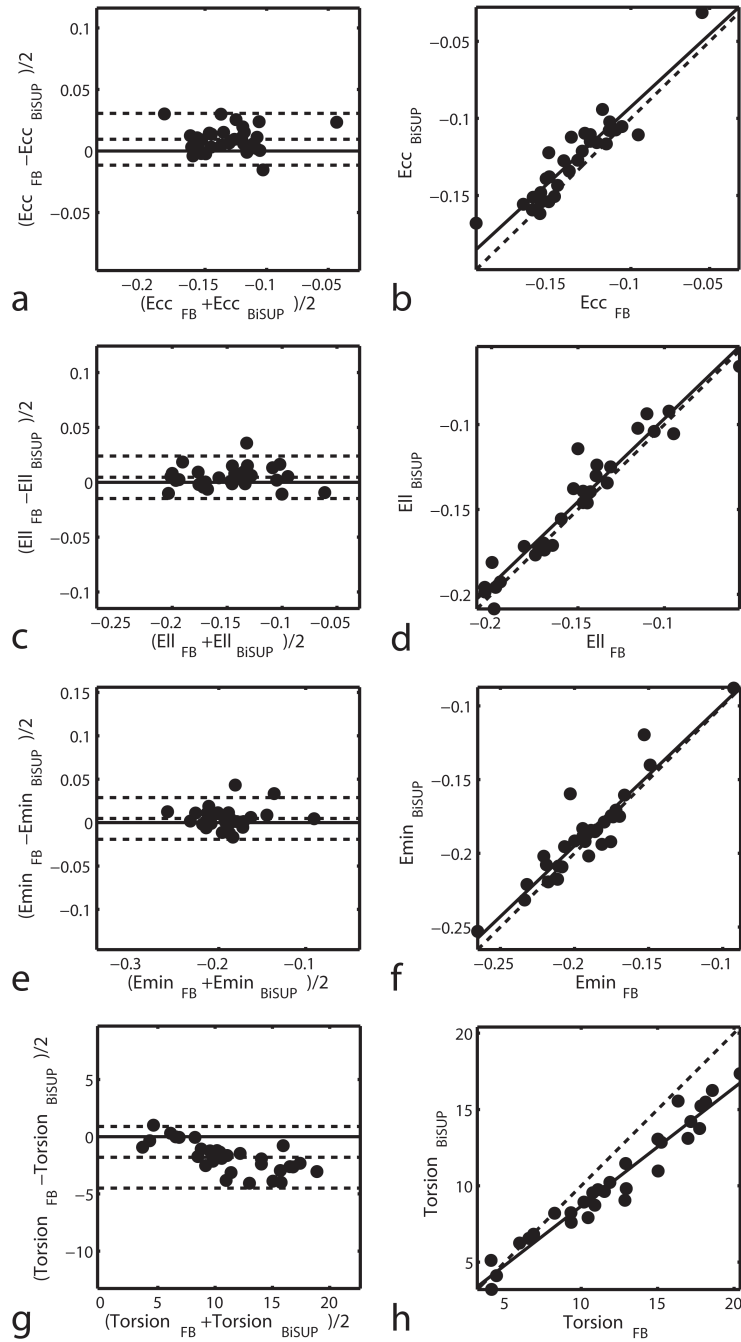 0.1
0.05
0
−0.05
(Ecc FB −Ecc BiSUP )/2
−0.2 −0.15 −0.1 −0.05
(Ecc FB +Ecc BiSUP )/2
a
−0.05
−0.1
−0.15
Ecc BiSUP
−0.15 −0.1 −0.05
Ecc FB
b
0.1
0.05
0
−0.05
−0.1
(Ell FB −Ell BiSUP )/2
−0.25 −0.2 −0.15 −0.1 −0.05
(Ell FB +Ell BiSUP )/2
c
−0.1
−0.15
−0.2
Ell BiSUP
−0.2 −0.15 −0.1
Ell FB
d
0.15
0.1
0.05
0
−0.05
−0.1
(Emin FB −Emin BiSUP )/2
−0.3 −0.2 −0.1
(Emin FB +Emin BiSUP )/2
e
−0.1
−0.15
−0.2
−0.25
Emin BiSUP
−0.25 −0.2 −0.15 −0.1
Emin FB
f
5
0
−5
−10
(Torsion FB −Torsion BiSUP )/2
0 5 10 15 20
(Torsion FB +Torsion BiSUP )/2
g
20
15
10
5
Torsion BiSUP
5 10 15 20
Torsion FB
h